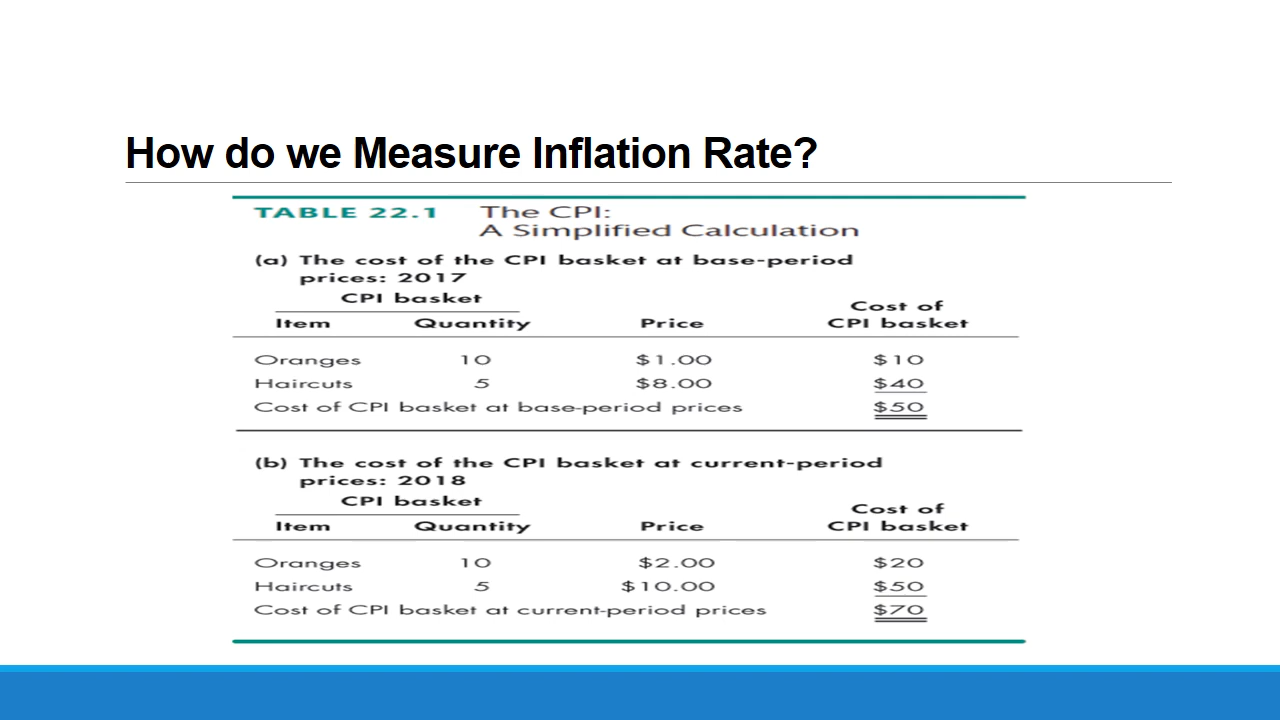 How do we Measure Inflation Rate?
TABLE 22.1 The CPI:
A Simplified Calculation
(a) The cost of the CPI basket at base-period
prices: 2017
CPI basket
Cost of
Item Quantity Price CPI basket
Oranges 10 $1.00 $10
Haircuts 5 $8.00 $40
Cost of CPI basket at base-period prices $50
(b) The cost of the CPI basket at current-period
prices: 2018
CPI basket
Cost of
Item Quantity Price CPI basket
Oranges 10 $2.00 $20
Haircuts 5 $10.00 $50
Cost of CPI basket at current-period prices $70